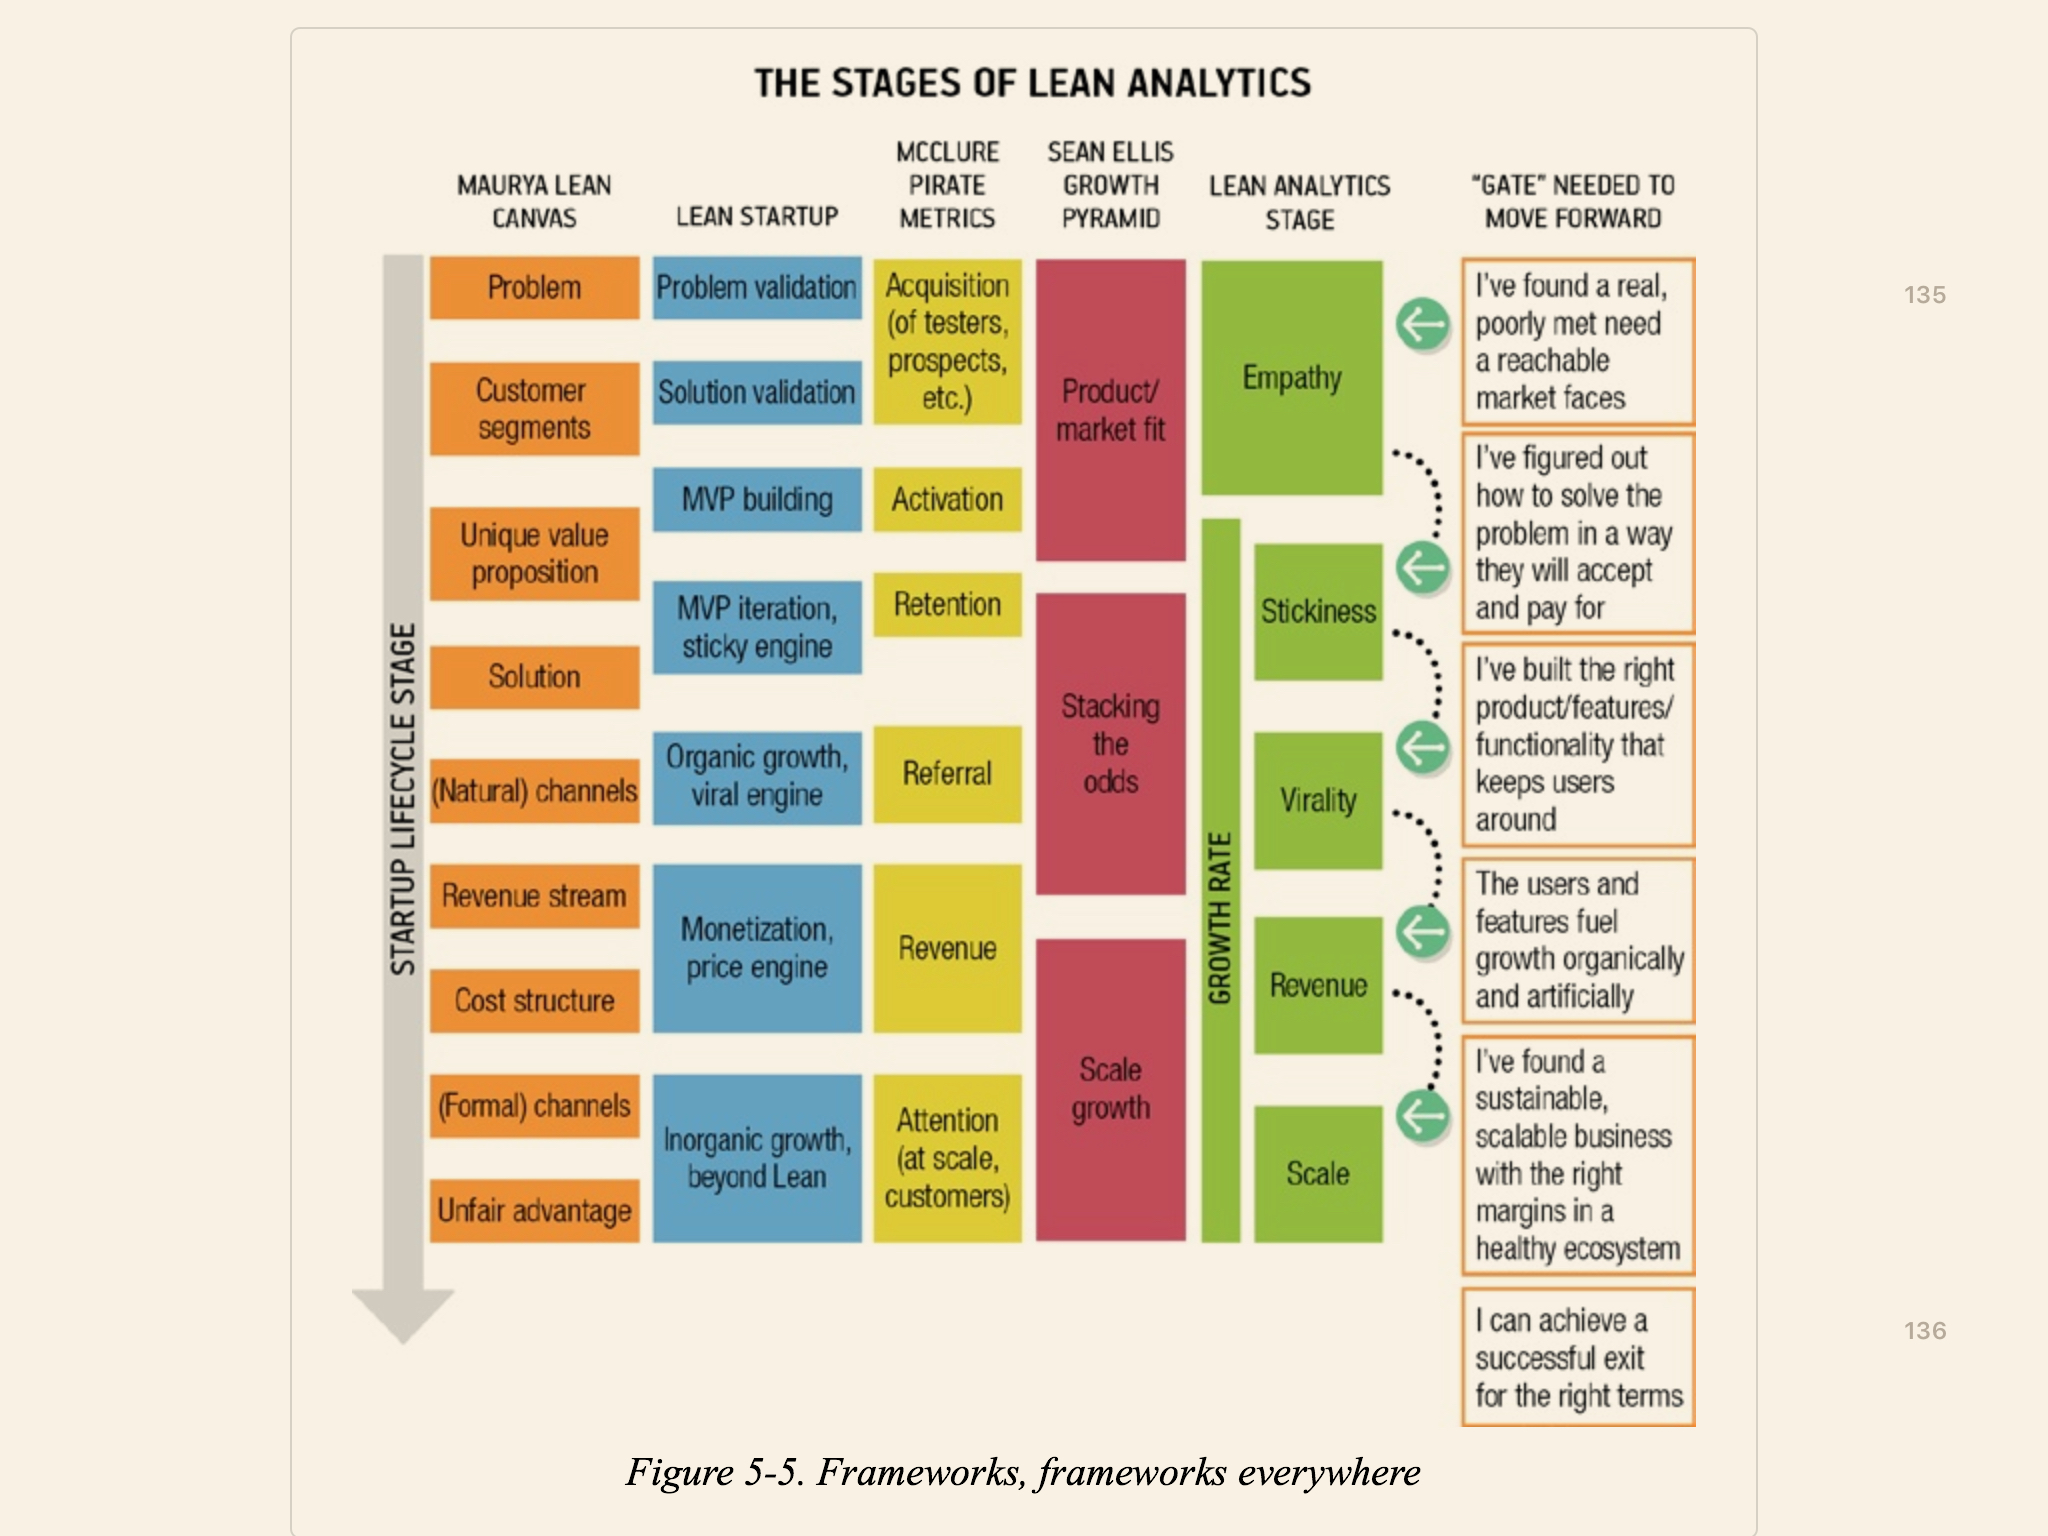 THE STAGES OF LEAN ANALYTICS
MAURYA LEAN
CANVAS
LEAN STARTUP
MCCLURE
PIRATE
METRICS
SEAN ELLIS
GROWTH
PYRAMID
LEAN ANALYTICS
STAGE
“GATE” NEEDED TO
MOVE FORWARD
STARTUP LIFECYCLE STAGE
Problem
Customer
segments
Unique value
proposition
Solution
(Natural) channels
Revenue stream
Cost structure
(Formal) channels
Unfair advantage
Problem validation
Solution validation
MVP building
MVP iteration,
sticky engine
Organic growth,
viral engine
Monetization,
price engine
Inorganic growth,
beyond Lean
Acquisition
(of testers,
prospects,
etc.)
Activation
Retention
Referral
Revenue
Attention
(at scale,
customers)
Product/
market fit
Stacking
the
odds
Scale
growth
Empathy
GROWTH RATE
Stickiness
Virality
Revenue
Scale
I’ve found a real,
poorly met need
a reachable
market faces
I’ve figured out
how to solve the
problem in a way
they will accept
and pay for
I’ve built the right
product/features/
functionality that
keeps users
around
The users and
features fuel
growth organically
and artificially
I’ve found a
sustainable,
scalable business
with the right
margins in a
healthy ecosystem
I can achieve a
successful exit
for the right terms
135
136
Figure 5-5. Frameworks, frameworks everywhere